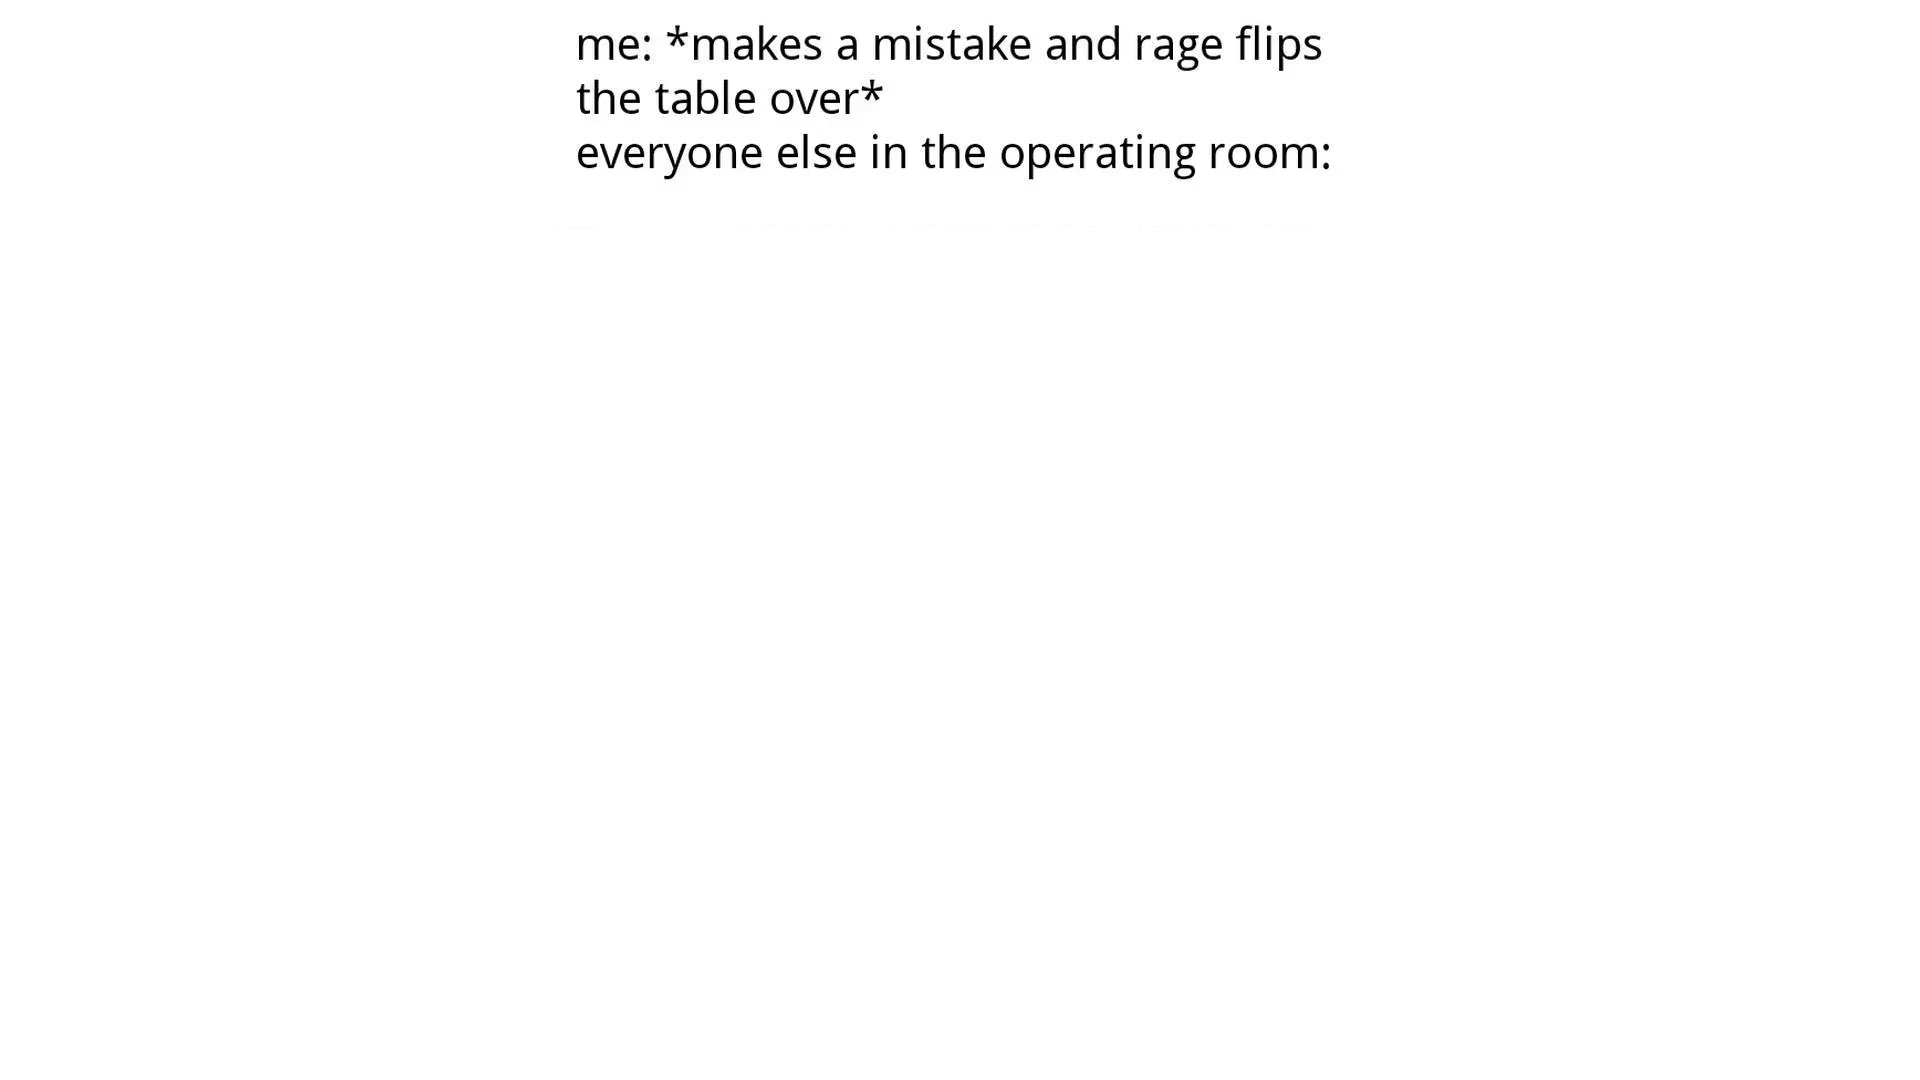 me: *makes a mistake and rage flips
the table over*
everyone else in the operating room: